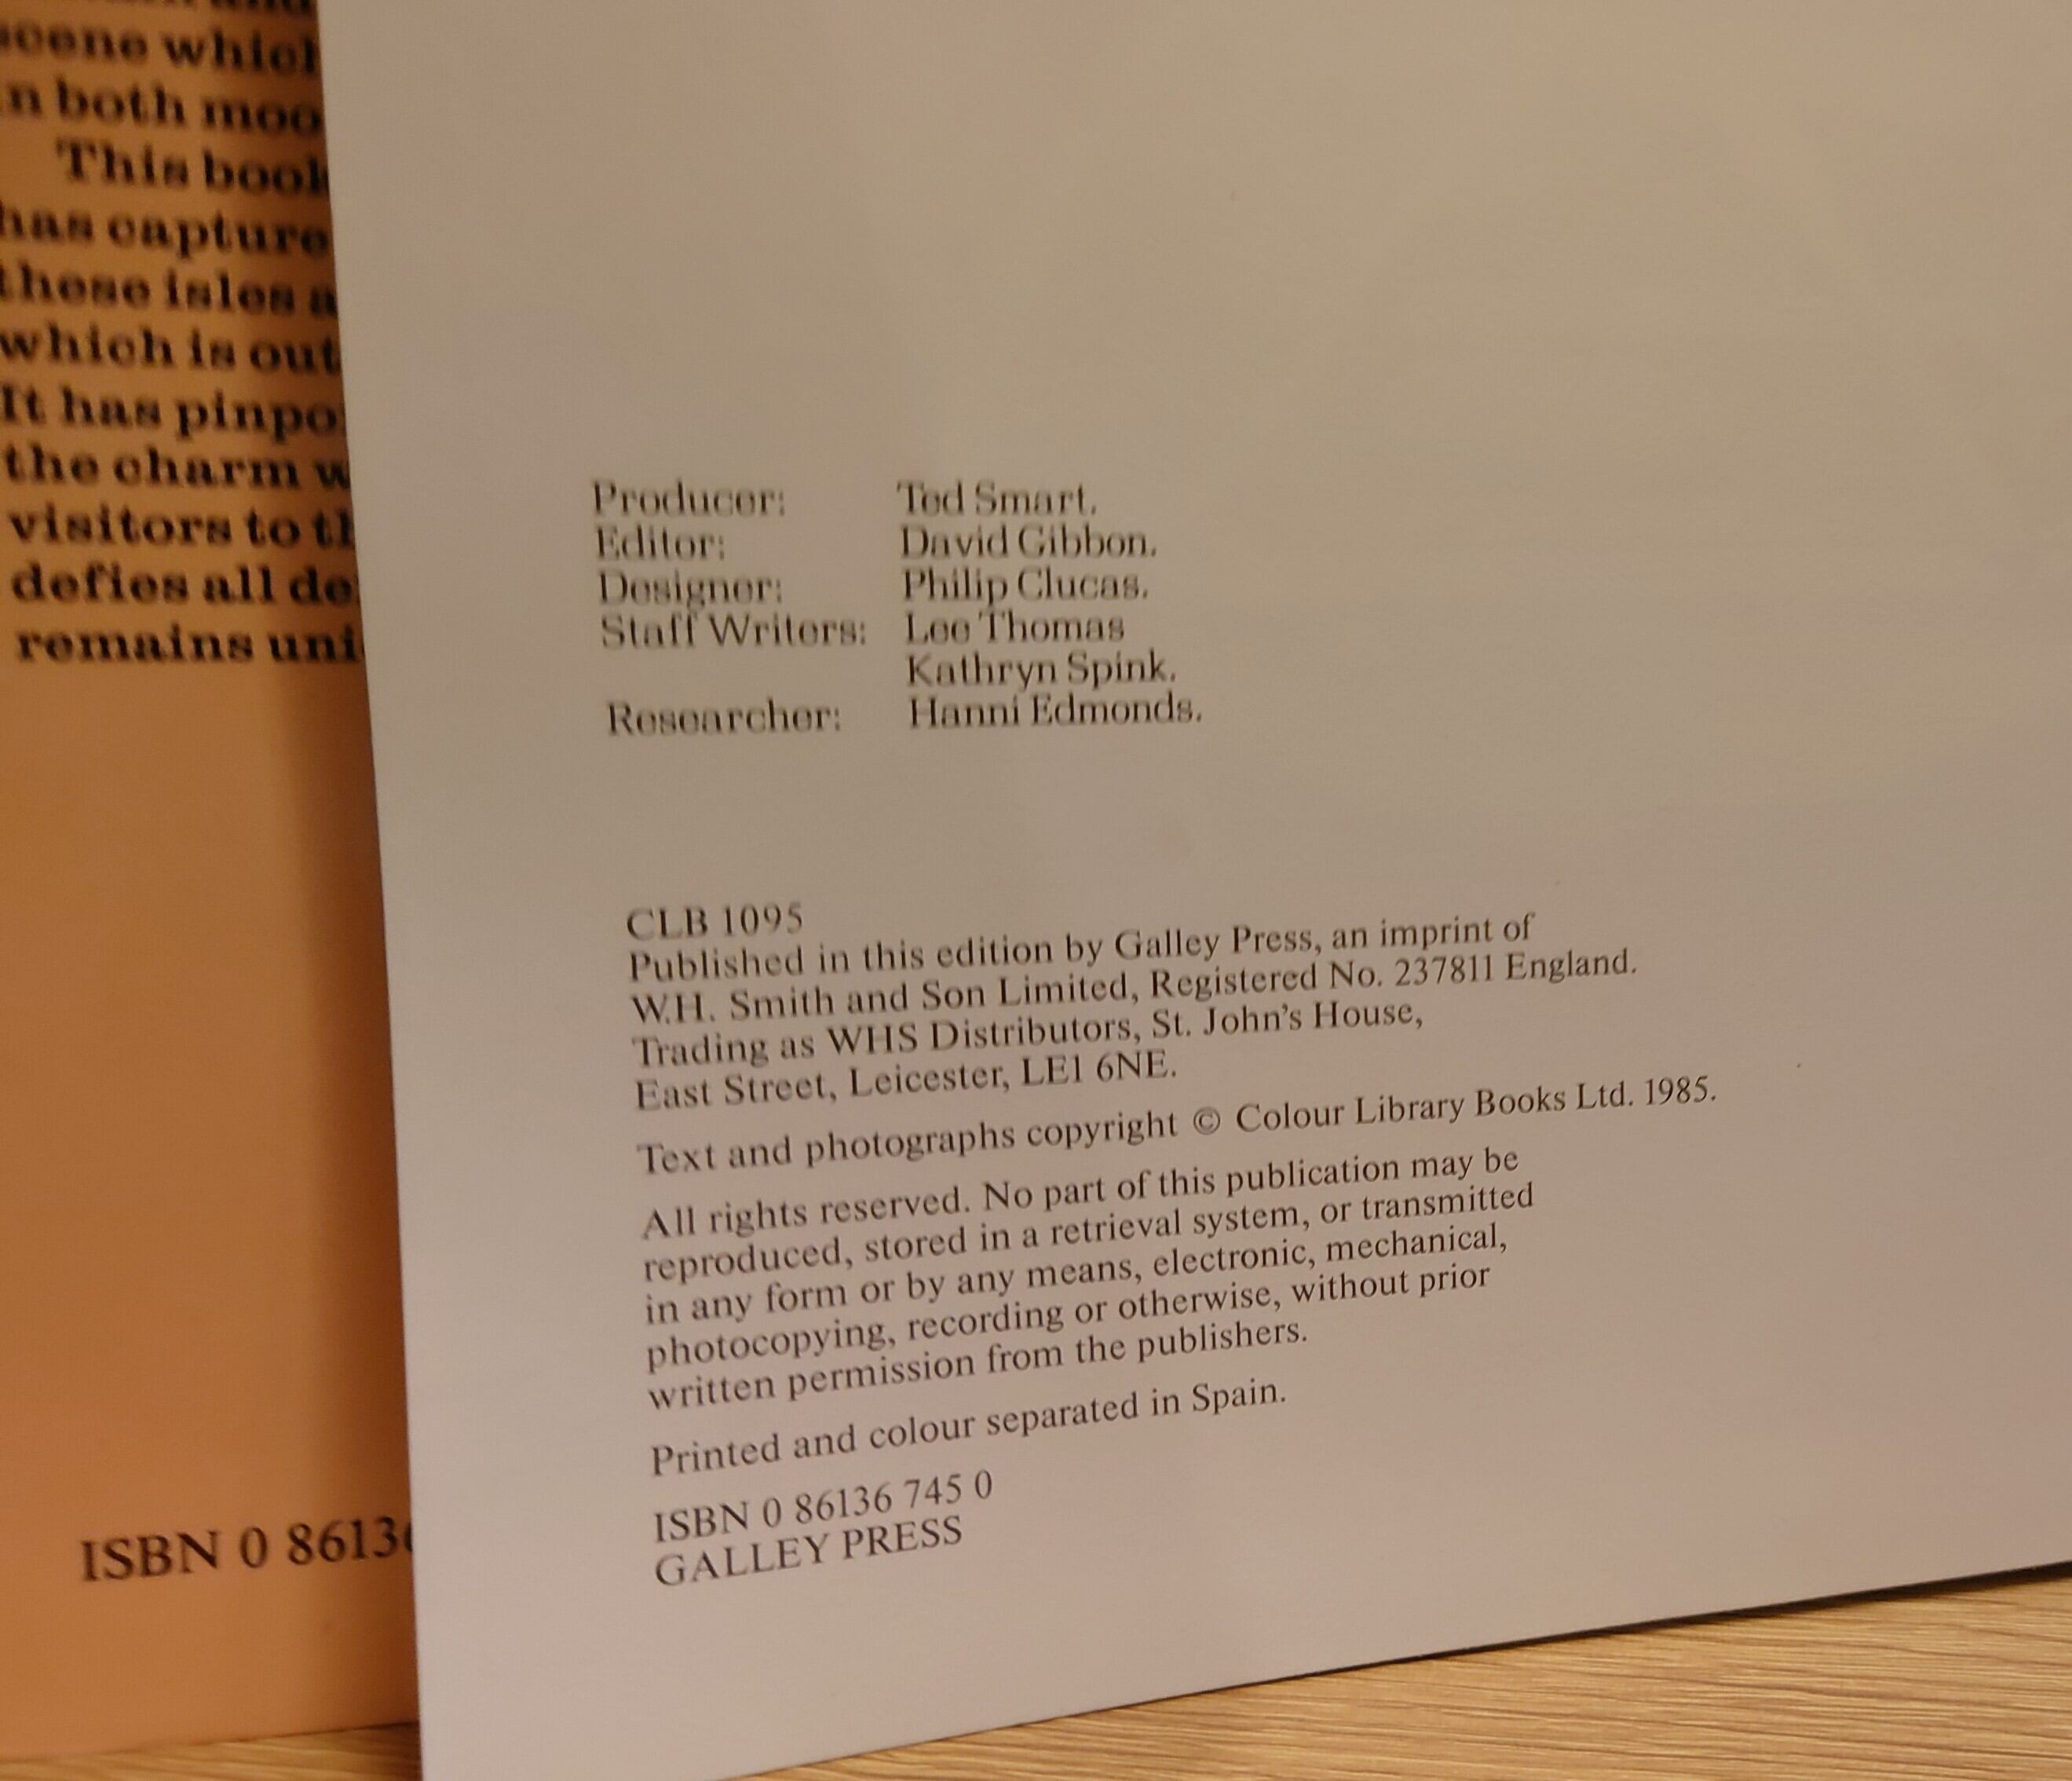 scene which
in both moo
This book
has capture
these isles a
which is out
It has pinpo
the charm w
visitors to th
defies all de
remains uni
ISBN 0 86136
Producer: Ted Smart.
Editor: David Gibbon.
Designer: Philip Clucas.
Staff Writers: Lee Thomas
Kathryn Spink.
Researcher: Hanni Edmonds.
CLB 1095
Published in this edition by Galley Press, an imprint of
W.H. Smith and Son Limited, Registered No. 237811 England.
Trading as WHS Distributors, St. John's House,
East Street, Leicester, LE1 6NE.
Text and photographs copyright © Colour Library Books Ltd. 1985.
All rights reserved. No part of this publication may be
reproduced, stored in a retrieval system, or transmitted
in any form or by any means, electronic, mechanical,
photocopying, recording or otherwise, without prior
written permission from the publishers.
Printed and colour separated in Spain.
ISBN 0 86136 745 0
GALLEY PRESS